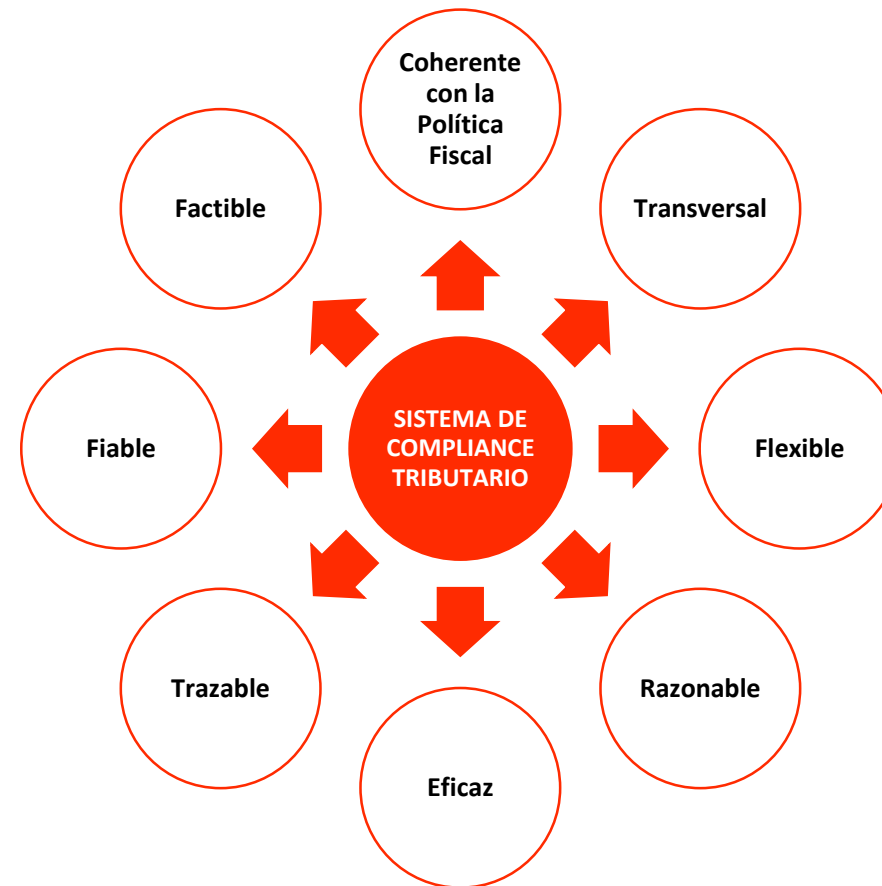 Coherente
con la
Política
Fiscal
Factible
Transversal
SISTEMA DE
COMPLIANCE
TRIBUTARIO
Fiable
Flexible
Trazable
Razonable
Eficaz